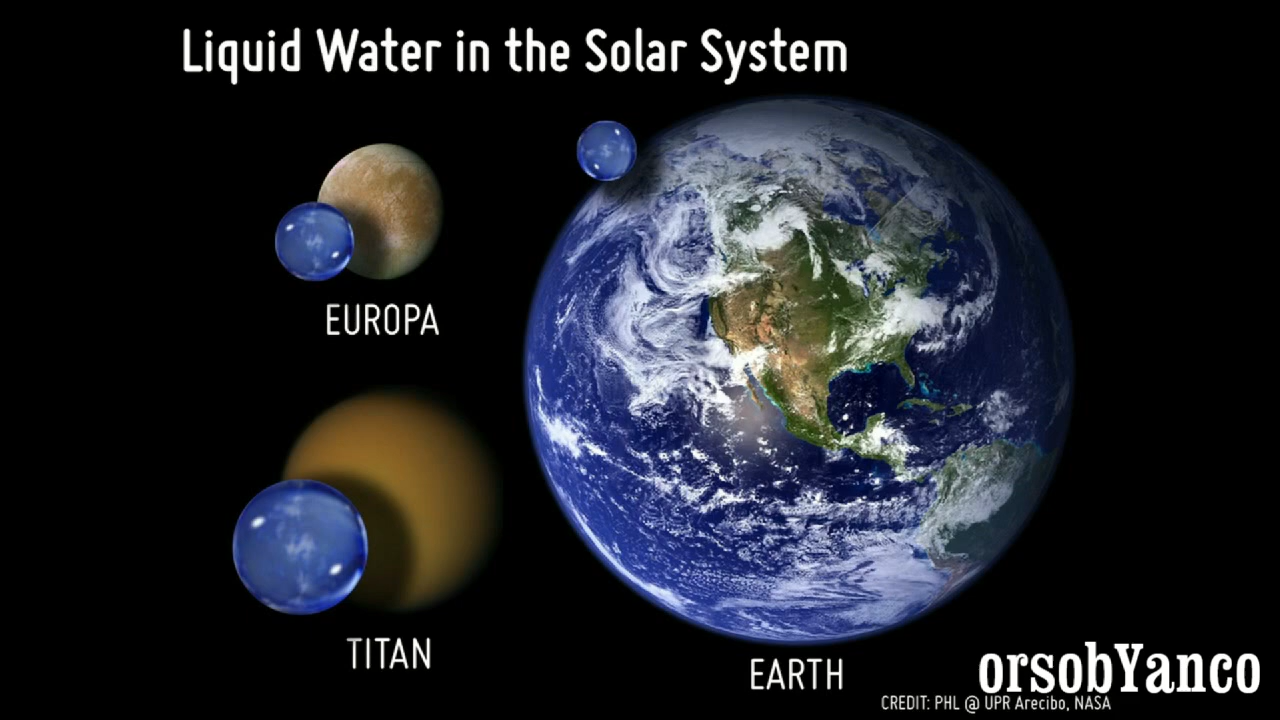 Liquid Water in the Solar System
EUROPA
TITAN
EARTH
orsobYanco
CREDIT: PHL @ UPR Arecibo, NASA